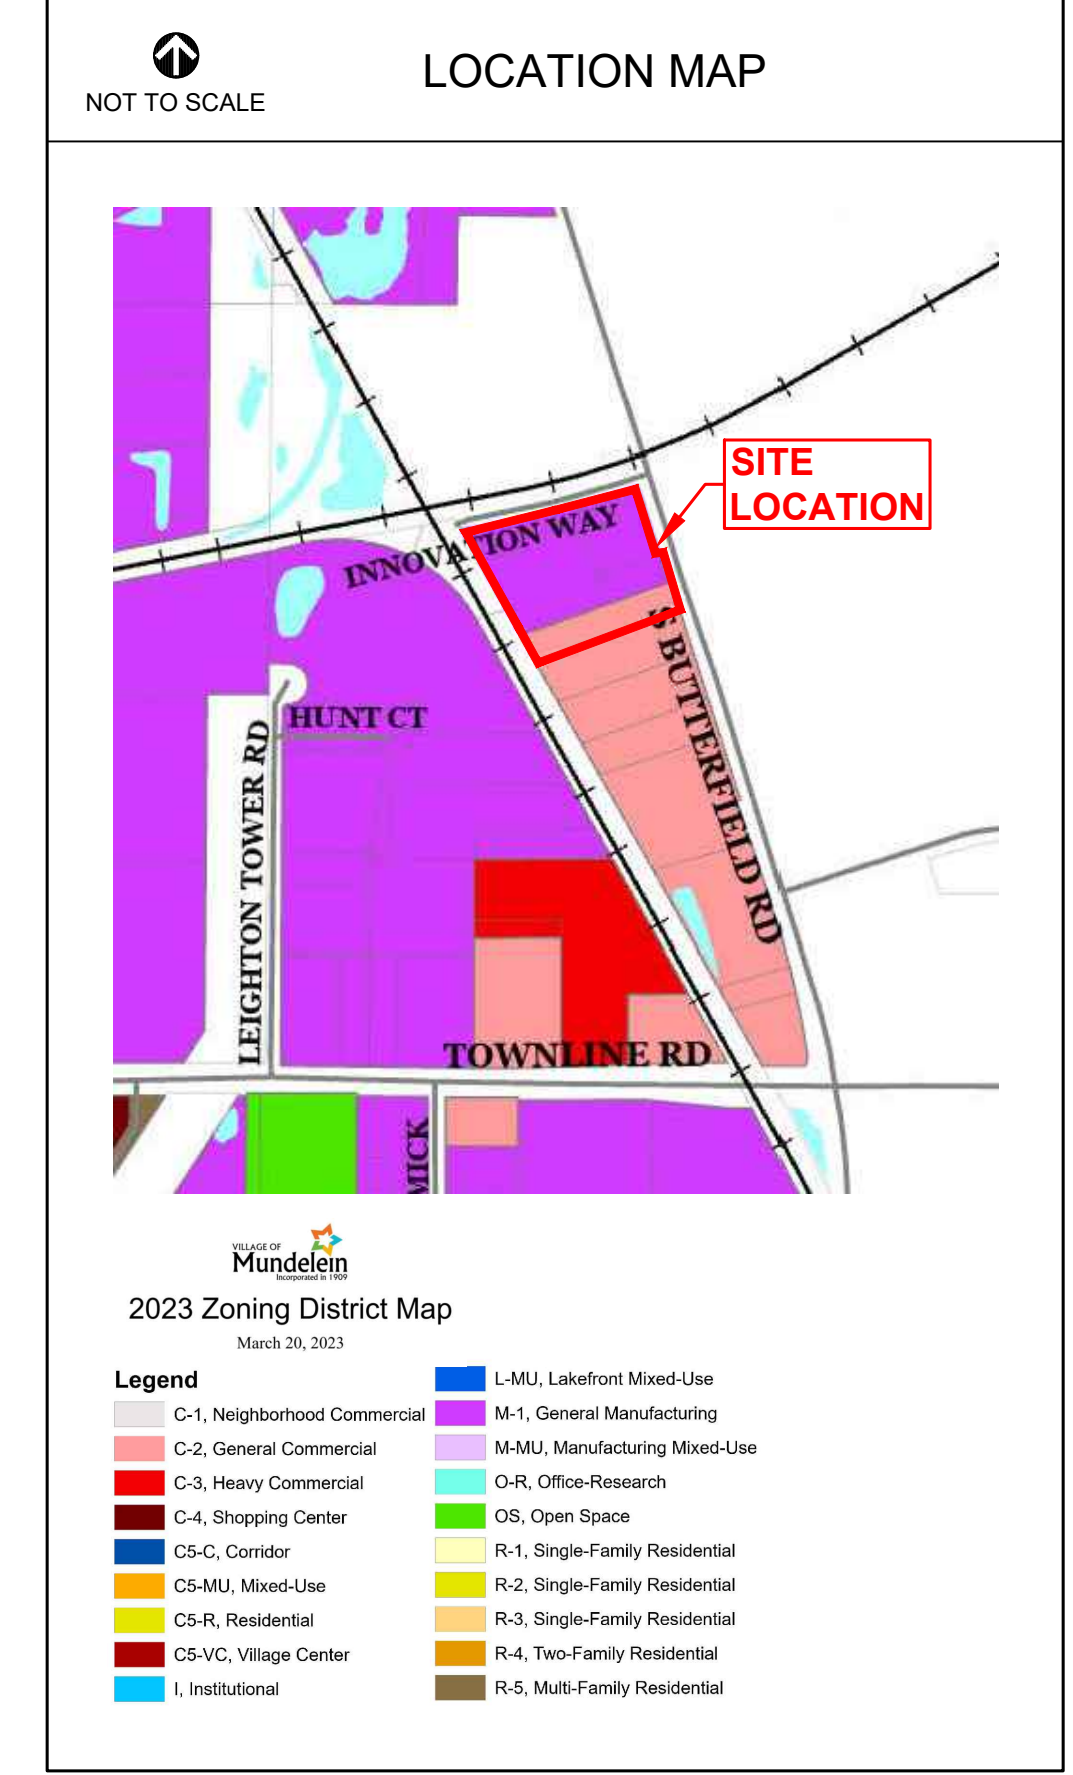 LOCATION MAP
NOT TO SCALE
SITE
LOCATION
INNOVATION WAY
S BUTTERFIELD RD
HUNT CT
LEIGHTON TOWER RD
TOWNLINE RD
MICK
VILLAGE OF
Mundelein
Incorporated in 1909
2023 Zoning District Map
March 20, 2023
Legend
C-1, Neighborhood Commercial
C-2, General Commercial
C-3, Heavy Commercial
C-4, Shopping Center
C5-C, Corridor
C5-MU, Mixed-Use
C5-R, Residential
C5-VC, Village Center
I, Institutional
L-MU, Lakefront Mixed-Use
M-1, General Manufacturing
M-MU, Manufacturing Mixed-Use
O-R, Office-Research
OS, Open Space
R-1, Single-Family Residential
R-2, Single-Family Residential
R-3, Single-Family Residential
R-4, Two-Family Residential
R-5, Multi-Family Residential